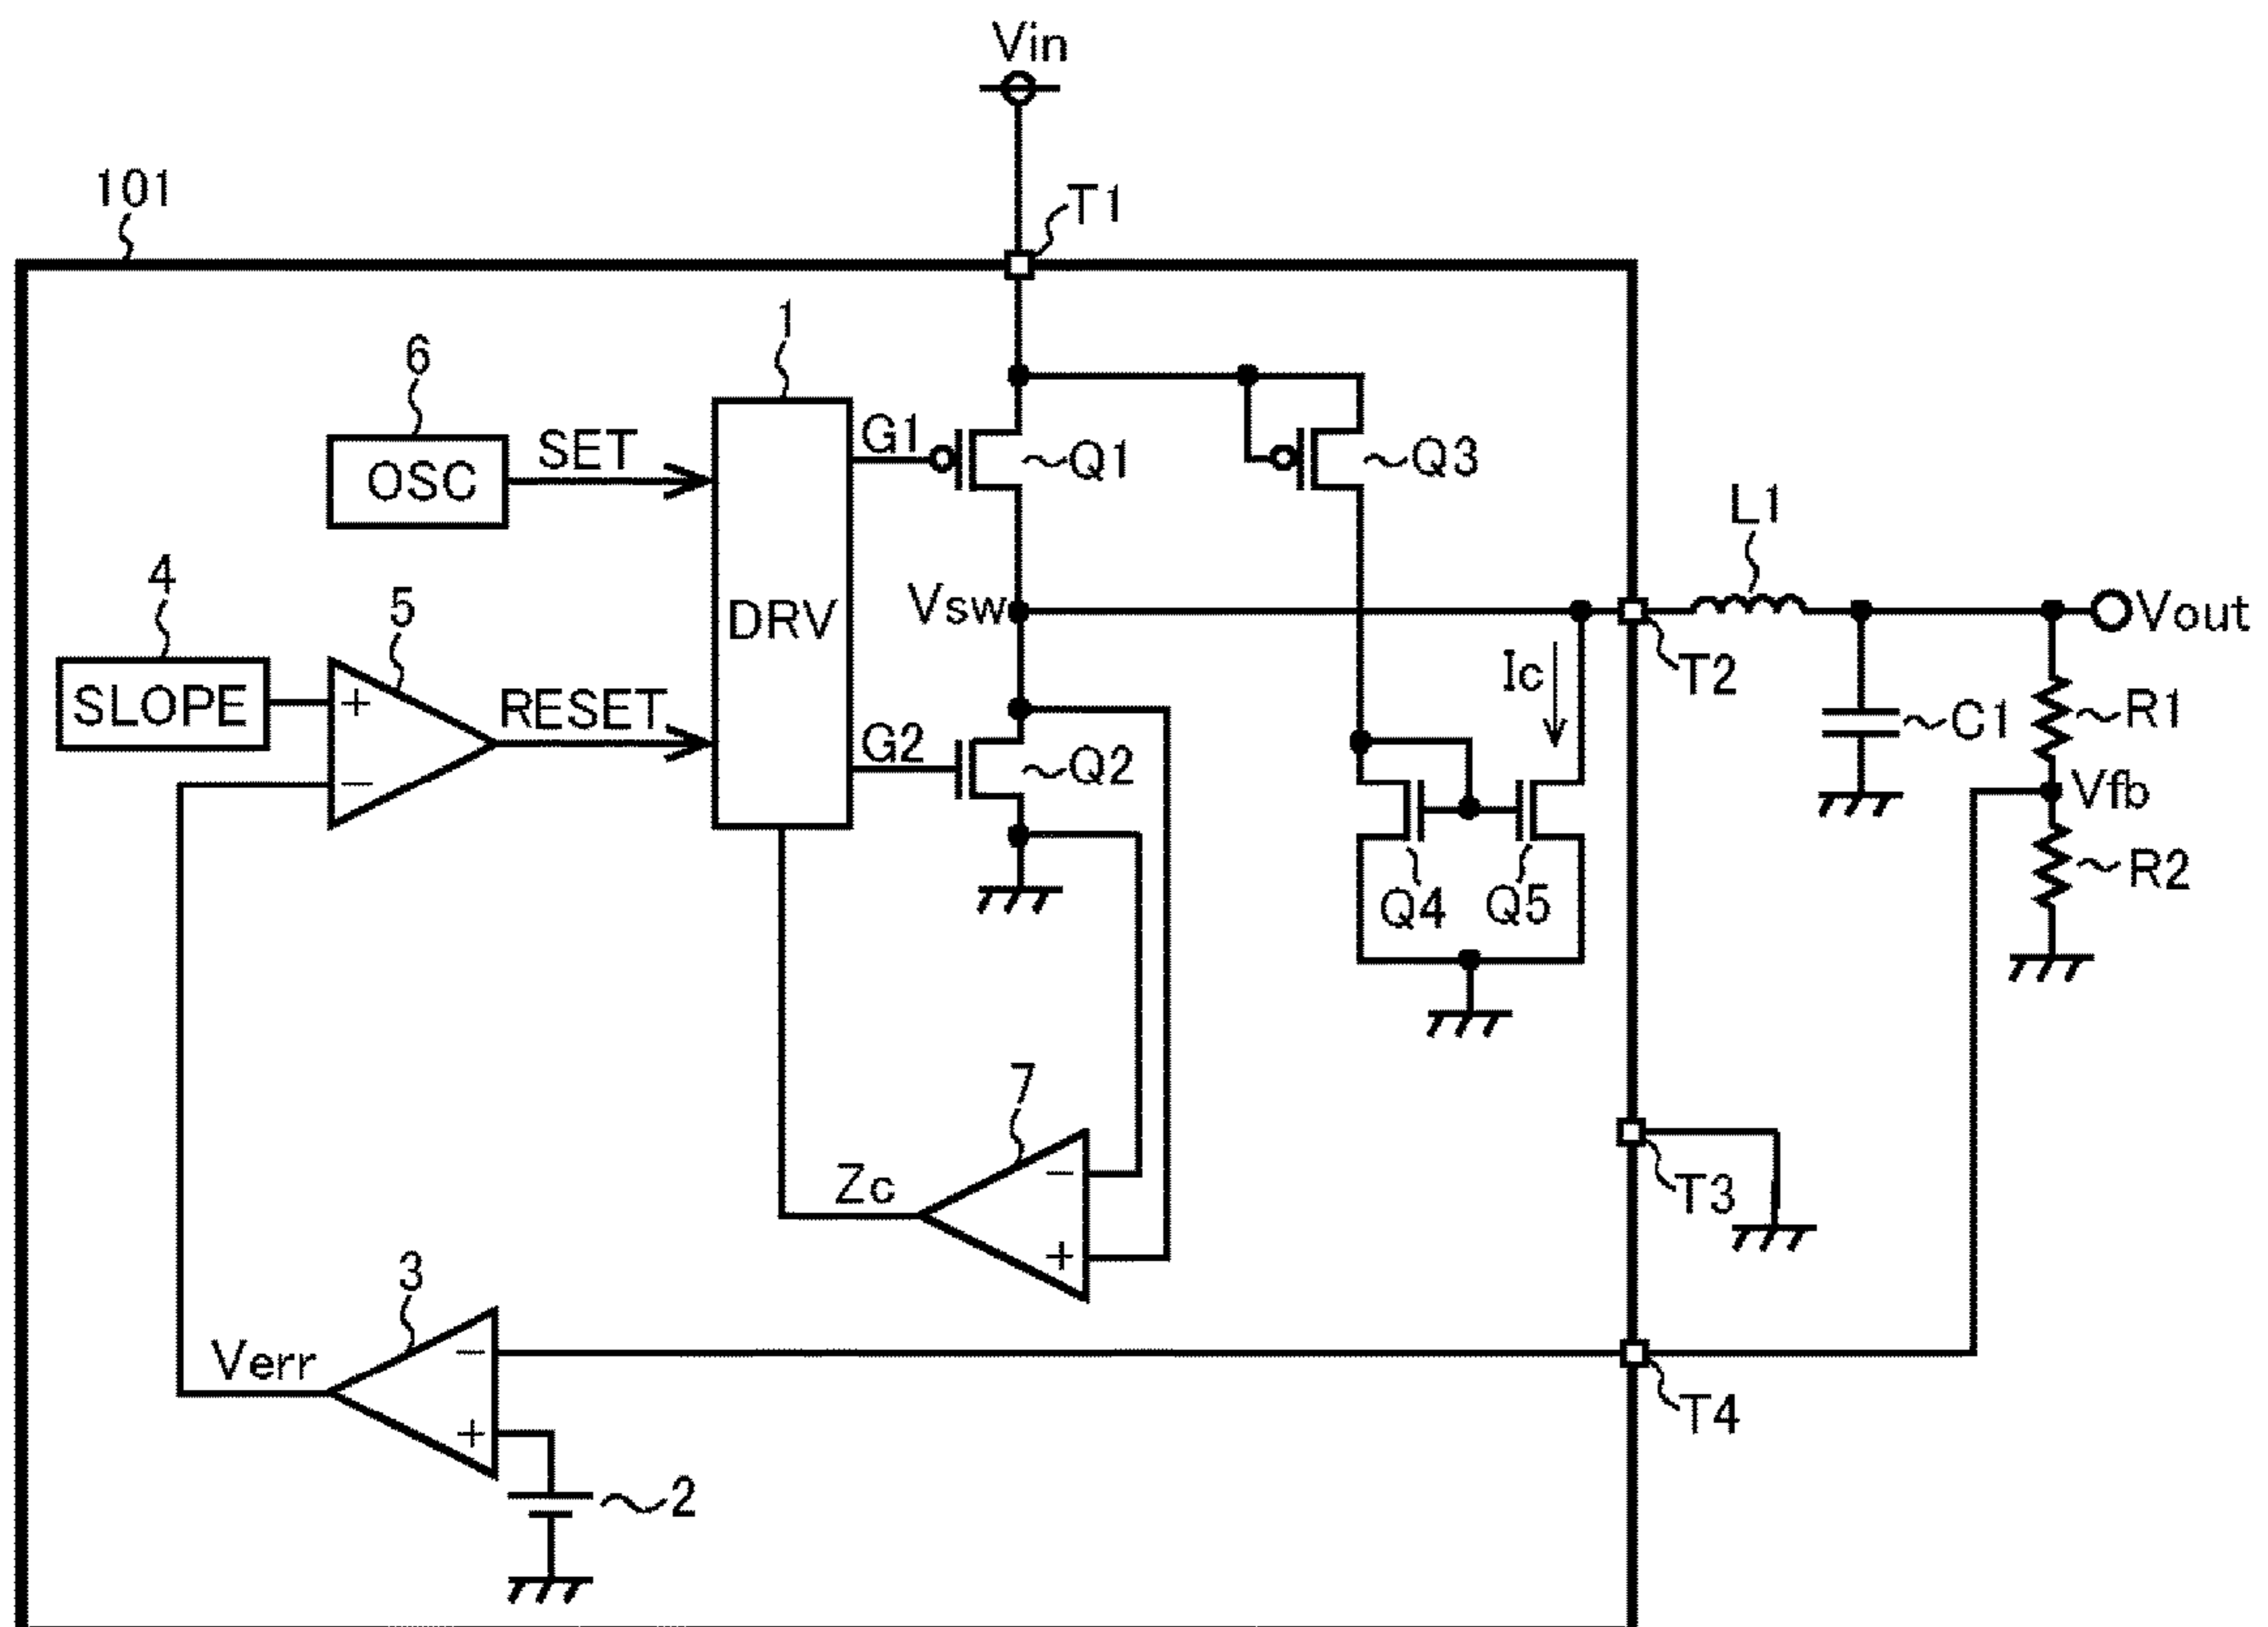 Vin
101
T1
1
6
G1
SET
OSC
Q1
Q3
L1
4
5
Vsw
DRV
Vout
Ic
T2
SLOPE
+
RESET
C1
R1
G2
Q2
−
Vfb
R2
Q4
Q5
7
−
Zc
T3
+
3
Verr
−
T4
+
2